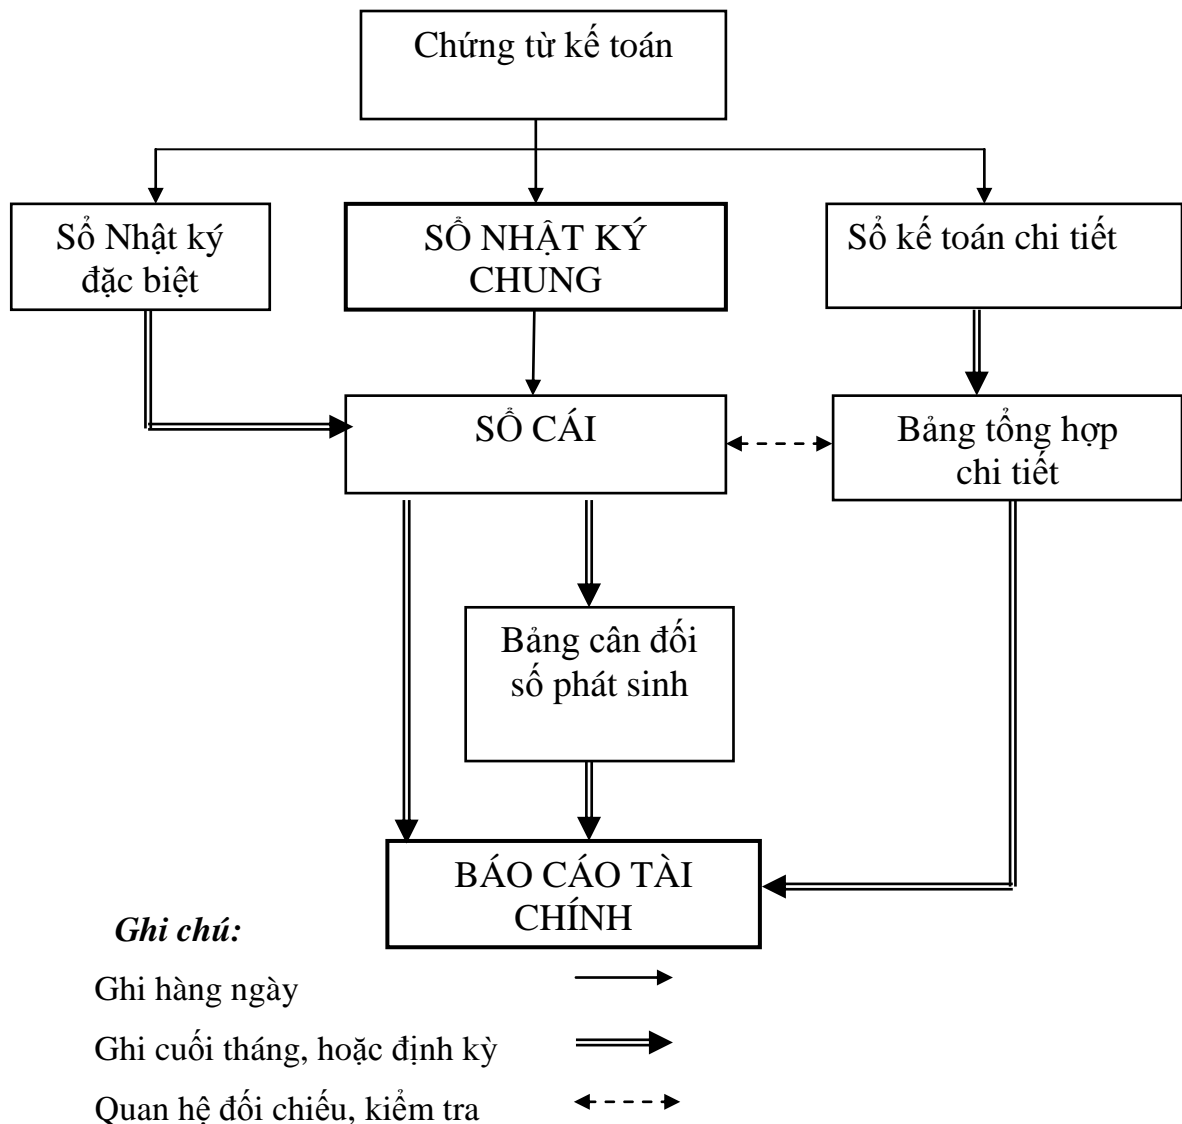 Chứng từ kế toán
Sổ Nhật ký
đặc biệt
SỔ NHẬT KÝ
CHUNG
Sổ kế toán chi tiết
SỔ CÁI
Bảng tổng hợp
chi tiết
Bảng cân đối
số phát sinh
BÁO CÁO TÀI
CHÍNH
Ghi chú:
Ghi hàng ngày
Ghi cuối tháng, hoặc định kỳ
Quan hệ đối chiếu, kiểm tra